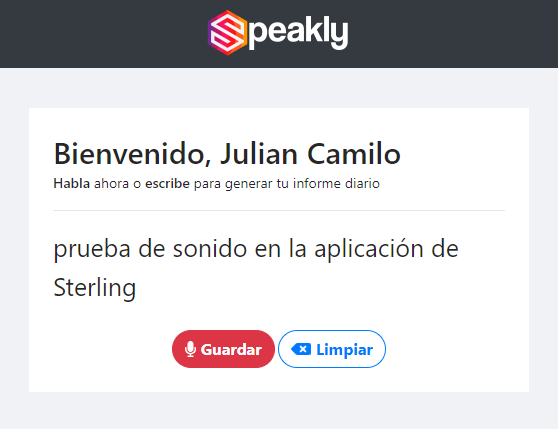 Speakly
Bienvenido, Julian Camilo
Habla ahora o escribe para generar tu informe diario
prueba de sonido en la aplicación de
Sterling
Guardar
Limpiar